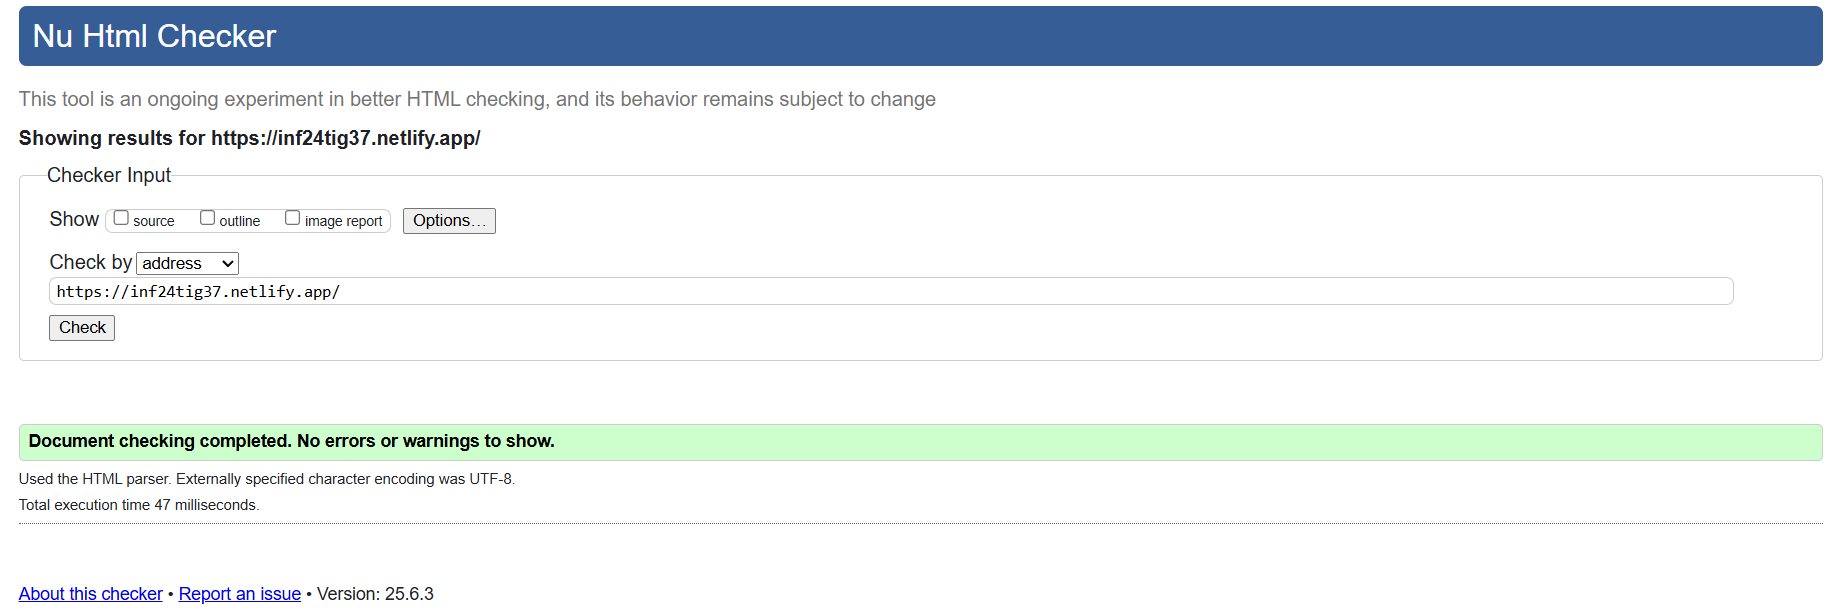 Nu Html Checker
This tool is an ongoing experiment in better HTML checking, and its behavior remains subject to change
Showing results for https://inf24tig37.netlify.app/
Checker Input
Show source outline image report Options...
Check by address
https://inf24tig37.netlify.app/
Check
Document checking completed. No errors or warnings to show.
Used the HTML parser. Externally specified character encoding was UTF-8.
Total execution time 47 milliseconds.
About this checker • Report an issue • Version: 25.6.3